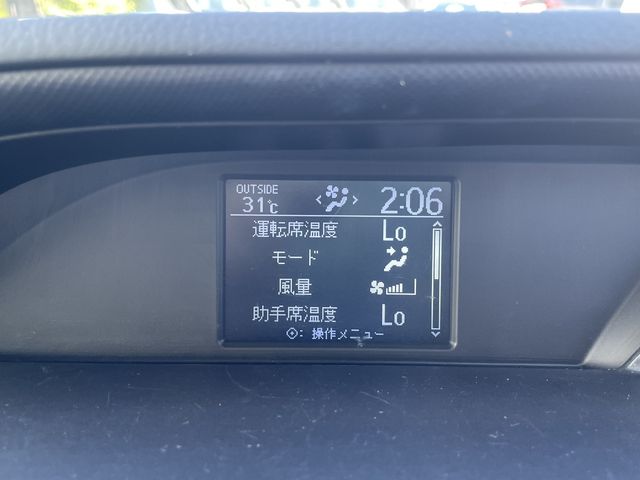 OUTSIDE
31℃ 2:06
運転席温度 Lo
モード
風量
助手席温度 Lo
: 操作メニュー